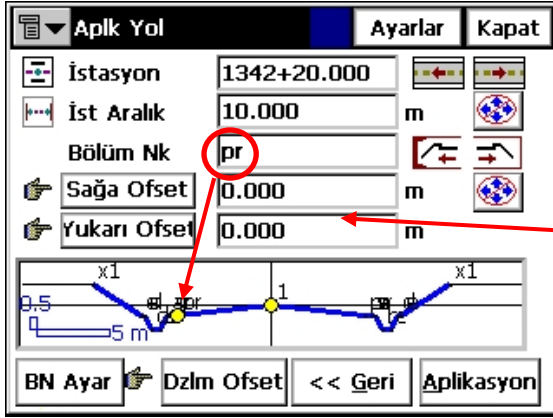 Aplk Yol Ayarlar Kapat
İstasyon 1342+20.000
İst Aralık 10.000 m
Bölüm Nk pr
Sağa Ofset 0.000 m
Yukarı Ofset 0.000 m
x1 x1
1
0.5
5 m
BN Ayar Dzlm Ofset << Geri Aplikasyon